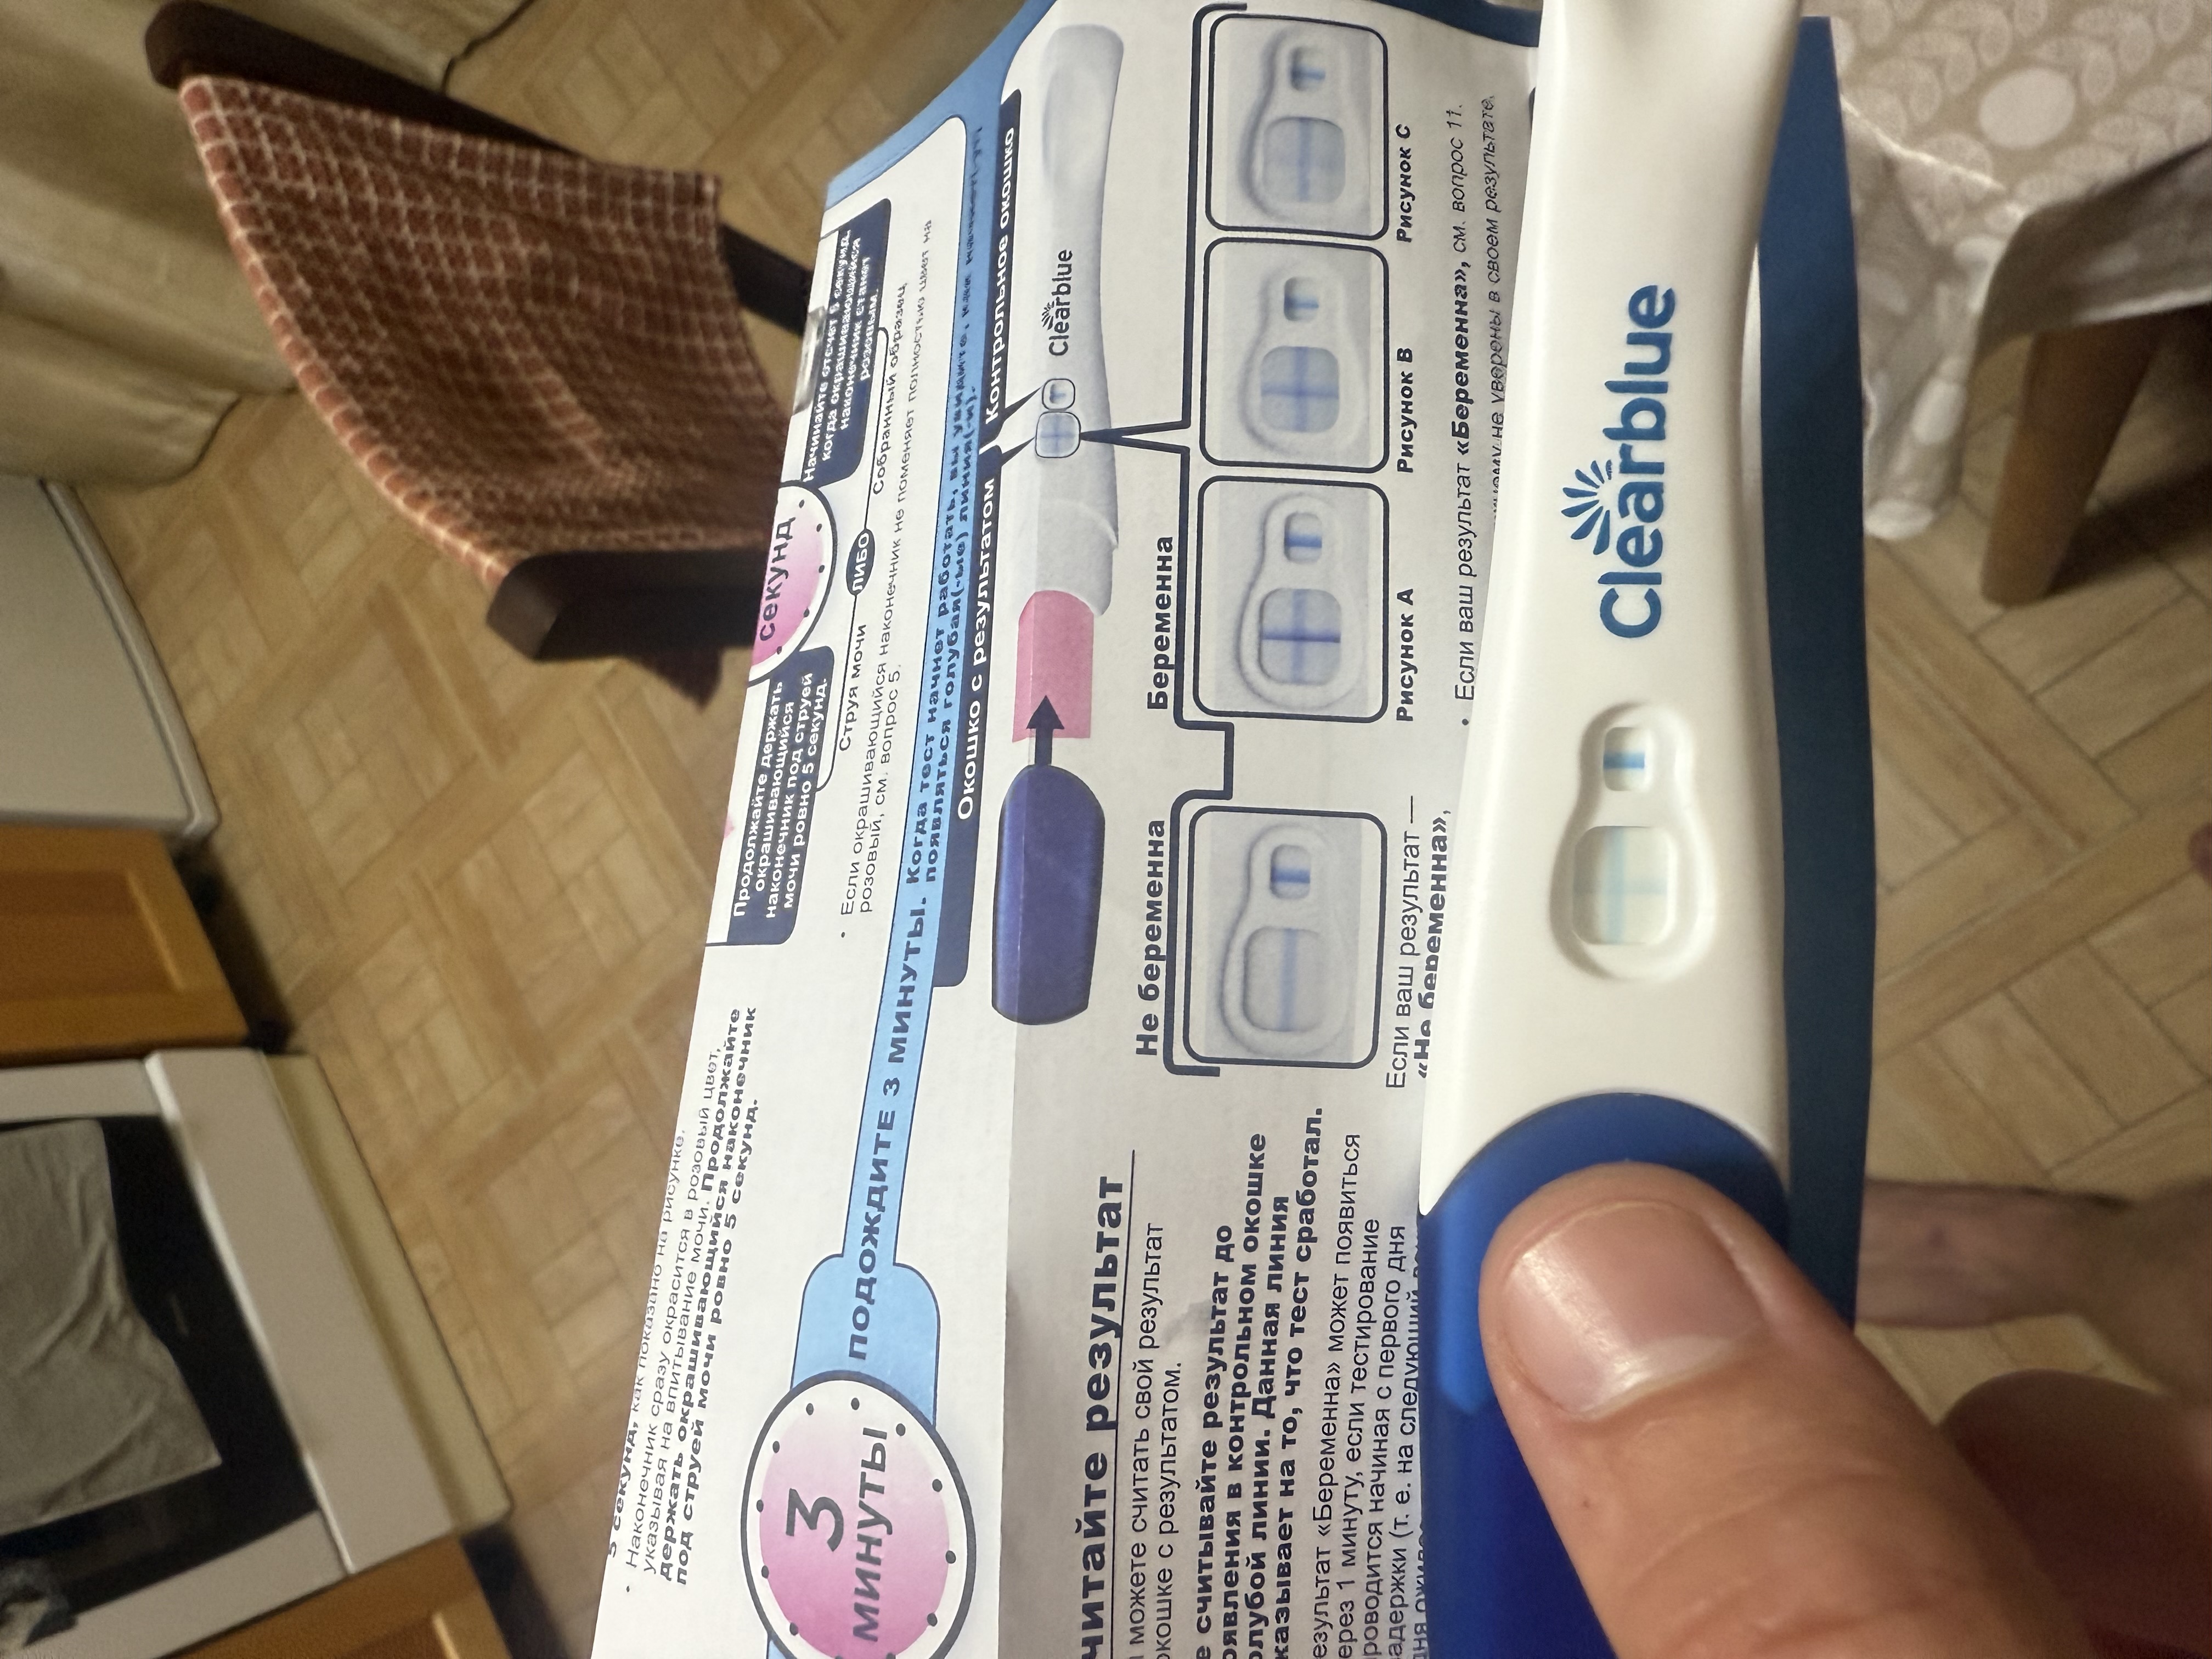 5 секунд, как показано на рисунке.
• Наконечник сразу окрасится в розовый цвет,
указывая на впитывание мочи. Продолжайте
держать окрашивающийся наконечник
под струей мочи ровно 5 секунд.
Продолжайте держать
окрашивающийся
наконечник под струей
мочи ровно 5 секунд.
секунд
Начинайте отсчет 5 секунд,
когда окрашивающийся
наконечник станет
розовым.
Струя мочи
ЛИБО
Собранный образец
• Если окрашивающийся наконечник не поменяет полностью цвет на
розовый, см. вопрос 5.
3
МИНУТЫ
ПОДОЖДИТЕ 3 МИНУТЫ.
Когда тест начнет работать, вы увидите, как
появляться голубая(-ые) линия(-и).
Окошко с результатом
Контрольное окошко
Clearblue
читайте результат
можете считать свой результат
окошке с результатом.
е считывайте результат до
оявления в контрольном окошке
олубой линии. Данная линия
казывает на то, что тест сработал.
езультат «Беременна» может появиться
ерез 1 минуту, если тестирование
роводится начиная с первого дня
адержки (т. е. на следующий
Не беременна
Беременна
Рисунок A
Рисунок B
Рисунок C
Если ваш результат —
«Не беременна»,
• Если ваш результат «Беременна», см. вопрос 11.
не уверены в своем результате,
Clearblue